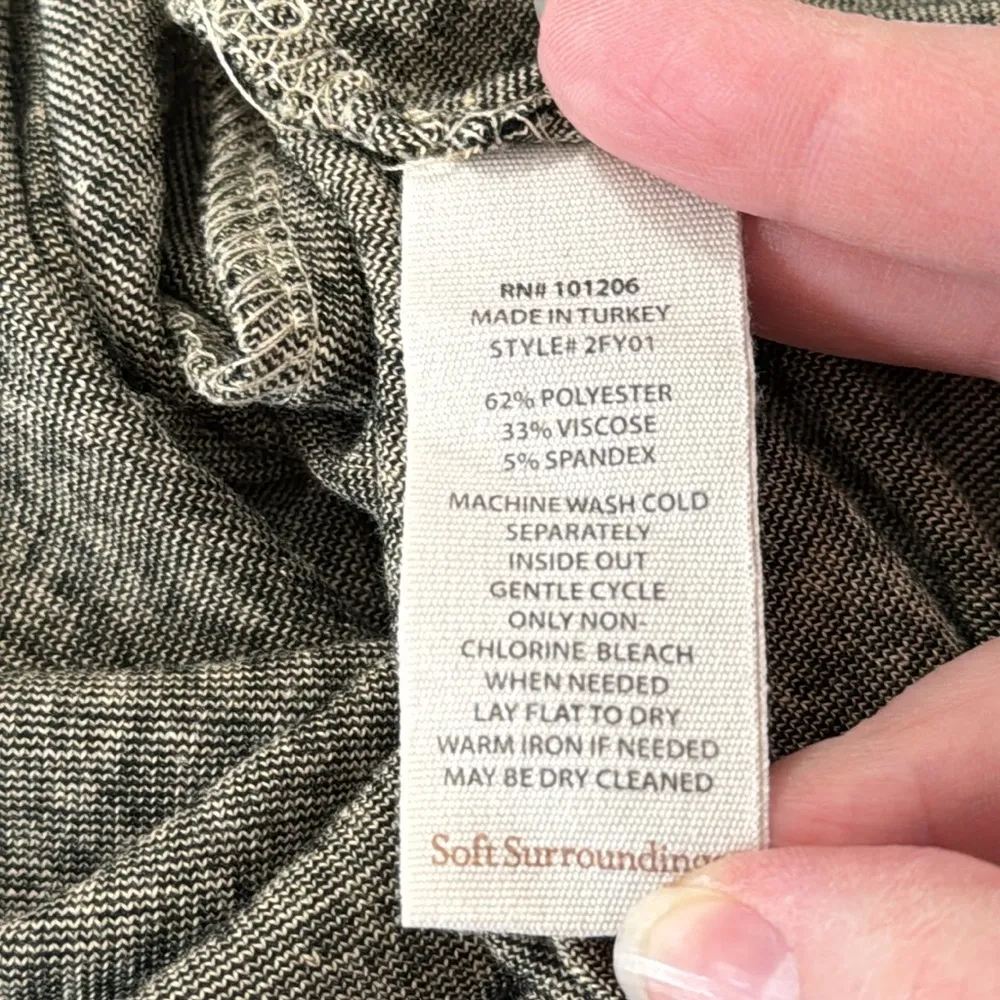 RN# 101206
MADE IN TURKEY
STYLE# 2FY01
62% POLYESTER
33% VISCOSE
5% SPANDEX
MACHINE WASH COLD
SEPARATELY
INSIDE OUT
GENTLE CYCLE
ONLY NON-
CHLORINE BLEACH
WHEN NEEDED
LAY FLAT TO DRY
WARM IRON IF NEEDED
MAY BE DRY CLEANED
Soft Surroundings